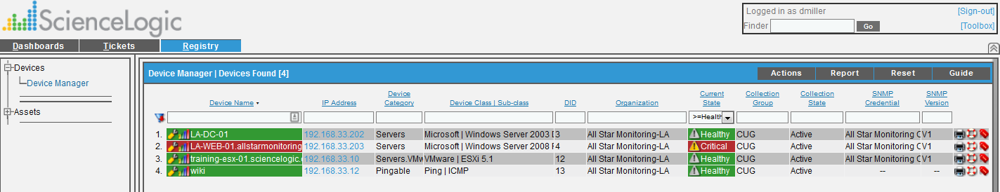 ScienceLogic
Logged in as dmiller [Sign-out]
Finder Go [Toolbox]
Dashboards Tickets Registry
Devices
Device Manager
Assets
Device Manager | Devices Found [4] Actions Report Reset Guide
Device Name IP Address Device Category Device Class | Sub-class DID Organization Current State Collection Group Collection State SNMP Credential SNMP Version
>=Health
1. LA-DC-01 192.168.33.202 Servers Microsoft | Windows Server 2003 D 3 All Star Monitoring-LA Healthy CUG Active All Star Monitoring C V1
2. LA-WEB-01.allstarmonitoring 192.168.33.203 Servers Microsoft | Windows Server 2008 F 4 All Star Monitoring-LA Critical CUG Active All Star Monitoring C V1
3. training-esx-01.sciencelogic. 192.168.33.10 Servers.VMw VMware | ESXi 5.1 12 All Star Monitoring-LA Healthy CUG Active All Star Monitoring C V1
4. wiki 192.168.33.12 Pingable Ping | ICMP 13 All Star Monitoring-LA Healthy CUG Active -- --